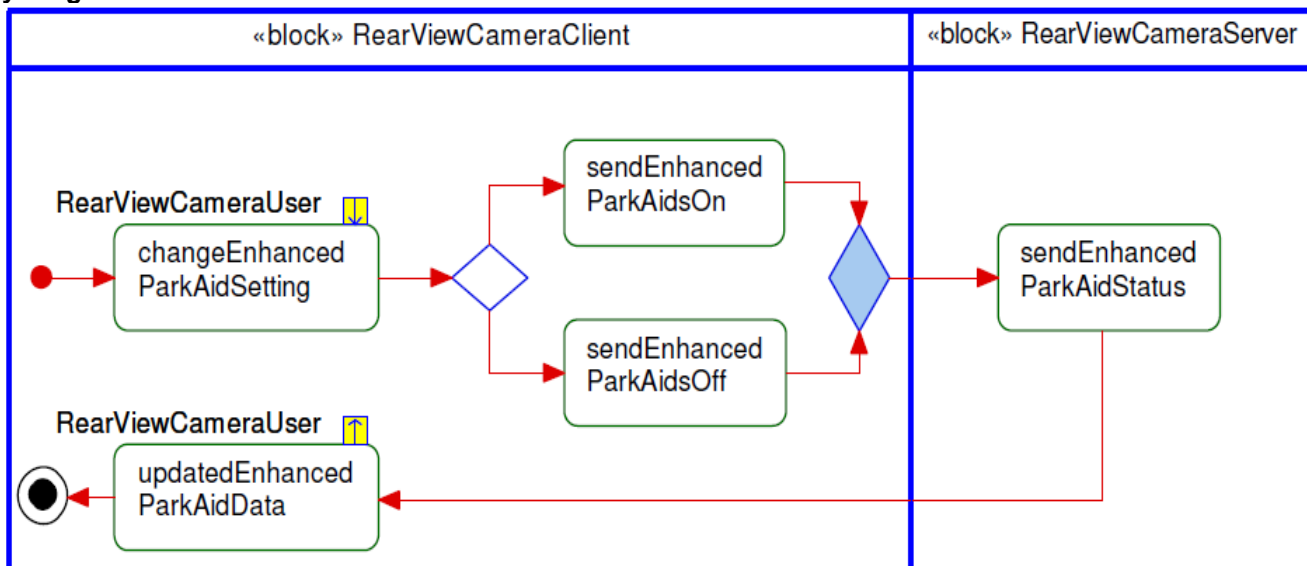 «block» RearViewCameraClient
«block» RearViewCameraServer
RearViewCameraUser
changeEnhanced
ParkAidSetting
sendEnhanced
ParkAidsOn
sendEnhanced
ParkAidsOff
sendEnhanced
ParkAidStatus
RearViewCameraUser
updatedEnhanced
ParkAidData